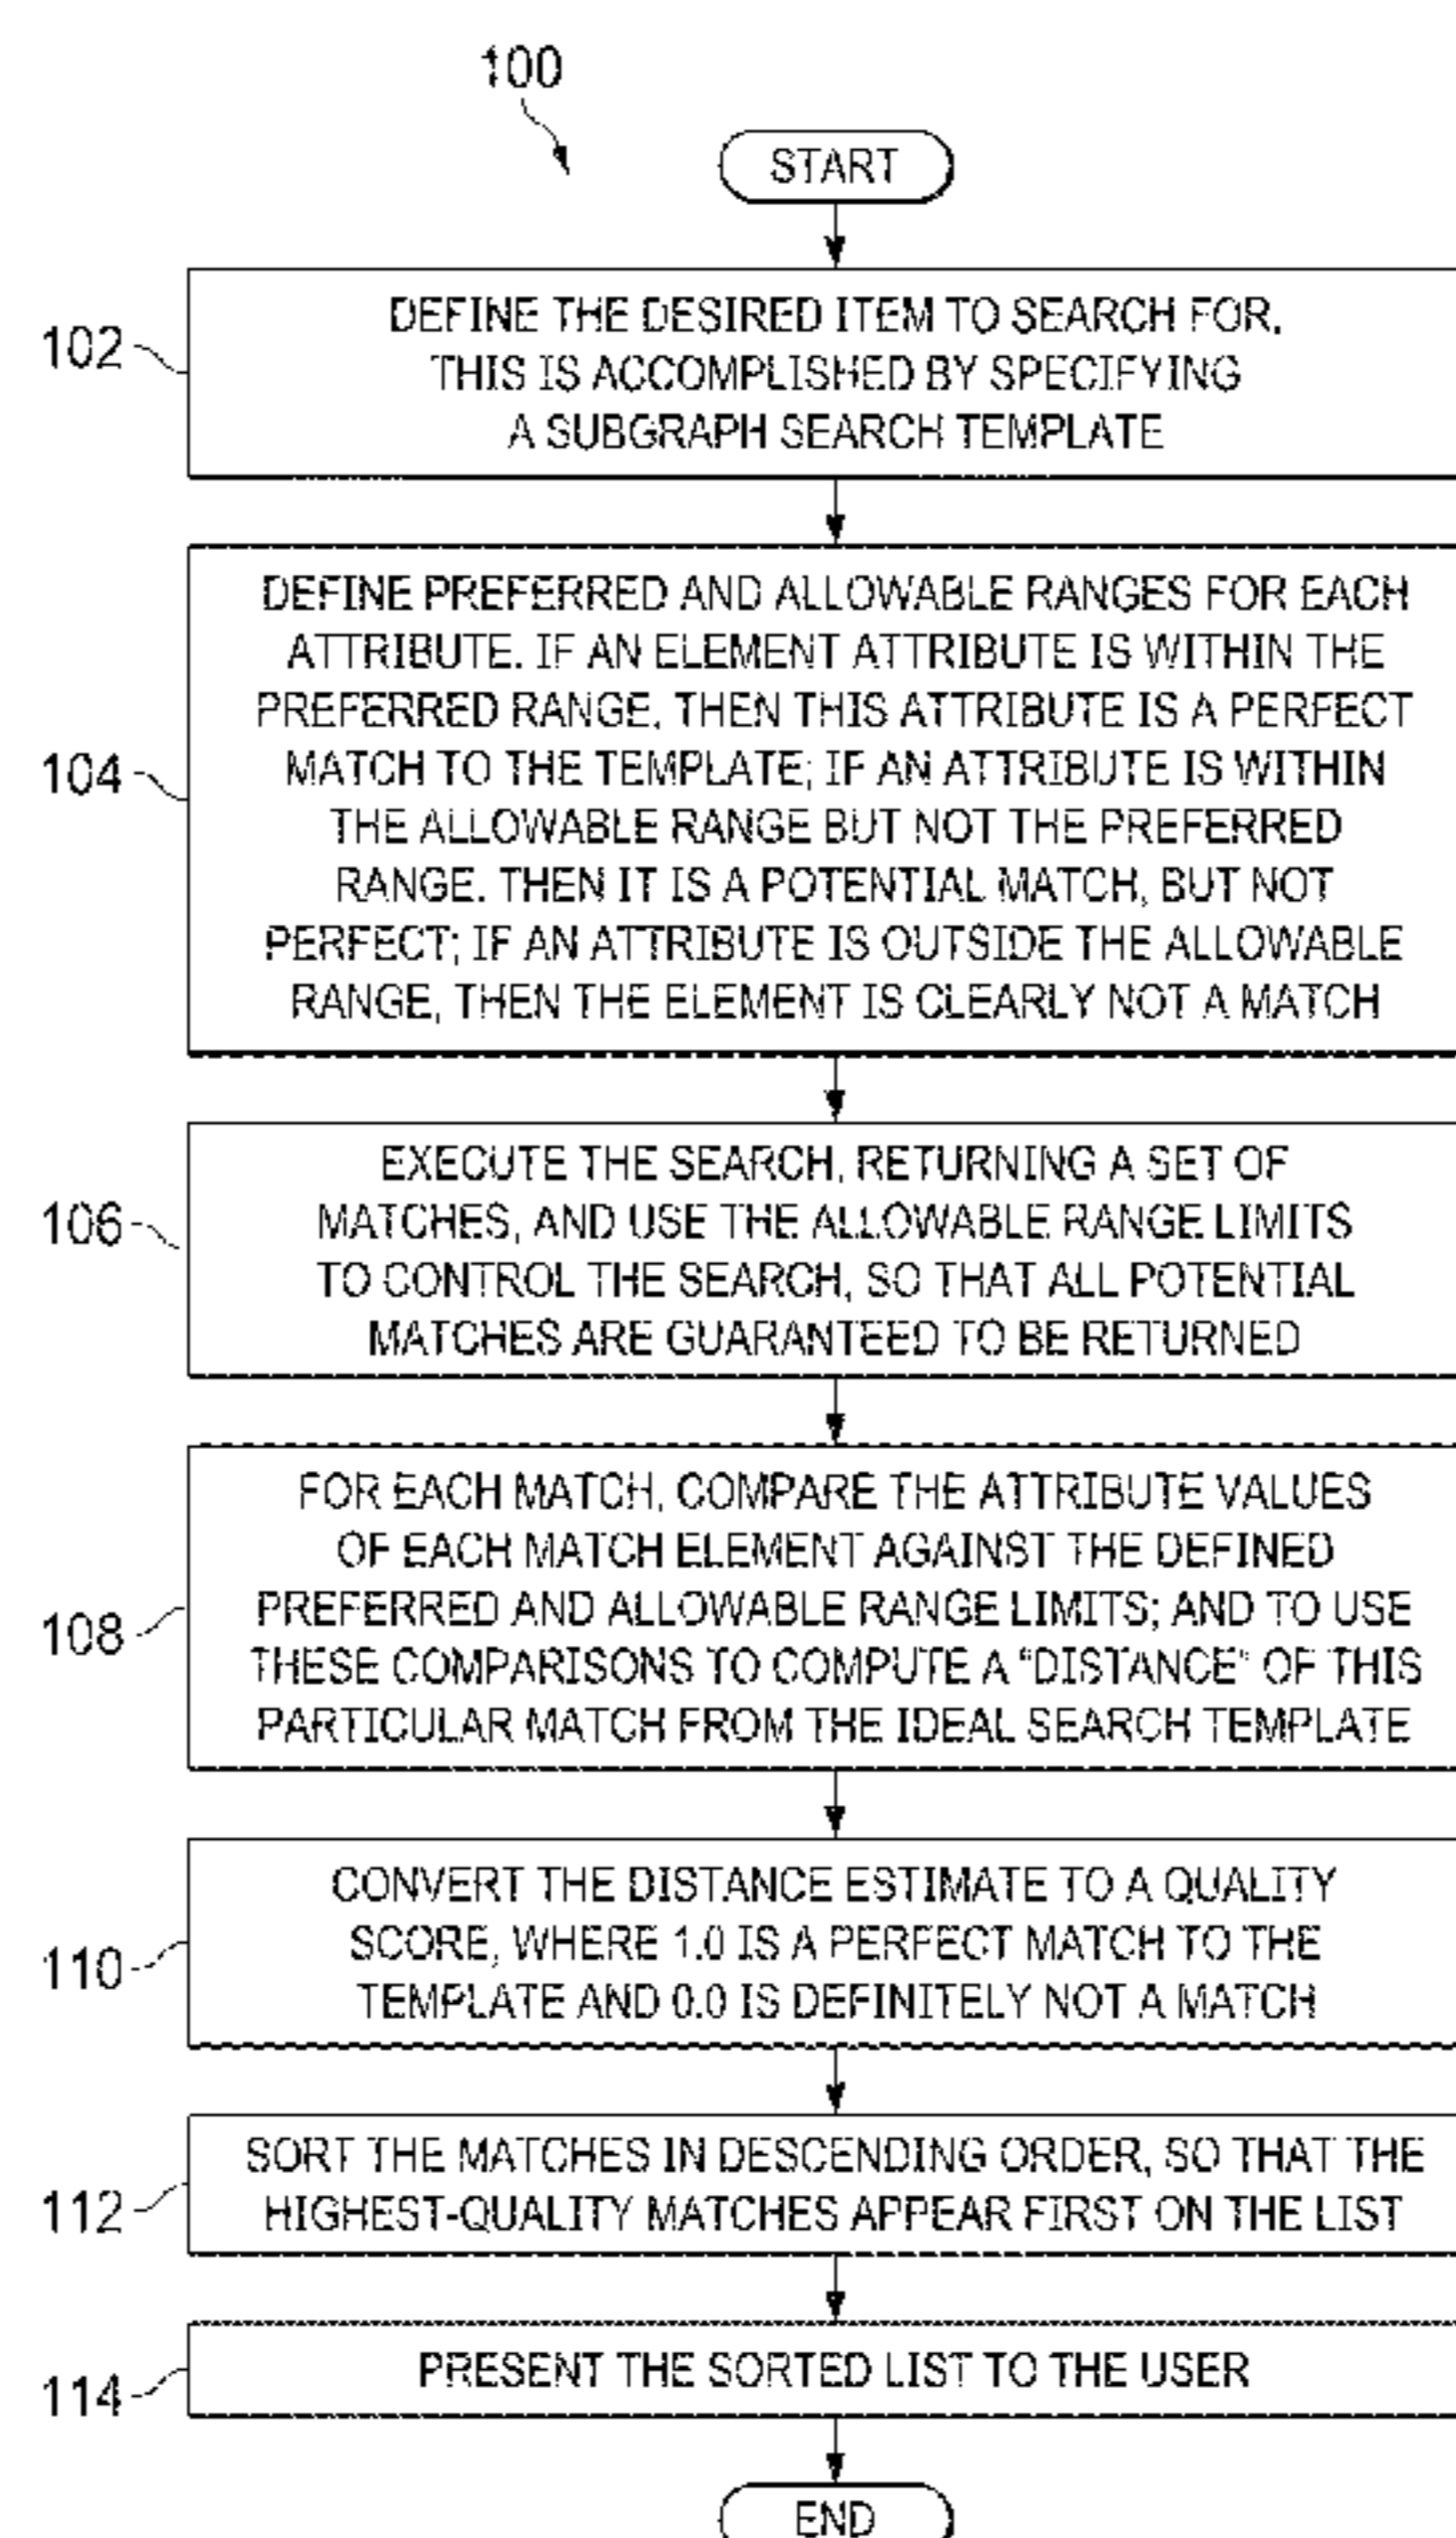 100
START
102
DEFINE THE DESIRED ITEM TO SEARCH FOR.
THIS IS ACCOMPLISHED BY SPECIFYING
A SUBGRAPH SEARCH TEMPLATE
104
DEFINE PREFERRED AND ALLOWABLE RANGES FOR EACH
ATTRIBUTE. IF AN ELEMENT ATTRIBUTE IS WITHIN THE
PREFERRED RANGE, THEN THIS ATTRIBUTE IS A PERFECT
MATCH TO THE TEMPLATE; IF AN ATTRIBUTE IS WITHIN
THE ALLOWABLE RANGE BUT NOT THE PREFERRED
RANGE. THEN IT IS A POTENTIAL MATCH, BUT NOT
PERFECT; IF AN ATTRIBUTE IS OUTSIDE THE ALLOWABLE
RANGE, THEN THE ELEMENT IS CLEARLY NOT A MATCH
106
EXECUTE THE SEARCH, RETURNING A SET OF
MATCHES, AND USE THE ALLOWABLE RANGE LIMITS
TO CONTROL THE SEARCH, SO THAT ALL POTENTIAL
MATCHES ARE GUARANTEED TO BE RETURNED
108
FOR EACH MATCH, COMPARE THE ATTRIBUTE VALUES
OF EACH MATCH ELEMENT AGAINST THE DEFINED
PREFERRED AND ALLOWABLE RANGE LIMITS; AND TO USE
THESE COMPARISONS TO COMPUTE A "DISTANCE" OF THIS
PARTICULAR MATCH FROM THE IDEAL SEARCH TEMPLATE
110
CONVERT THE DISTANCE ESTIMATE TO A QUALITY
SCORE, WHERE 1.0 IS A PERFECT MATCH TO THE
TEMPLATE AND 0.0 IS DEFINITELY NOT A MATCH
112
SORT THE MATCHES IN DESCENDING ORDER, SO THAT THE
HIGHEST-QUALITY MATCHES APPEAR FIRST ON THE LIST
114
PRESENT THE SORTED LIST TO THE USER
END